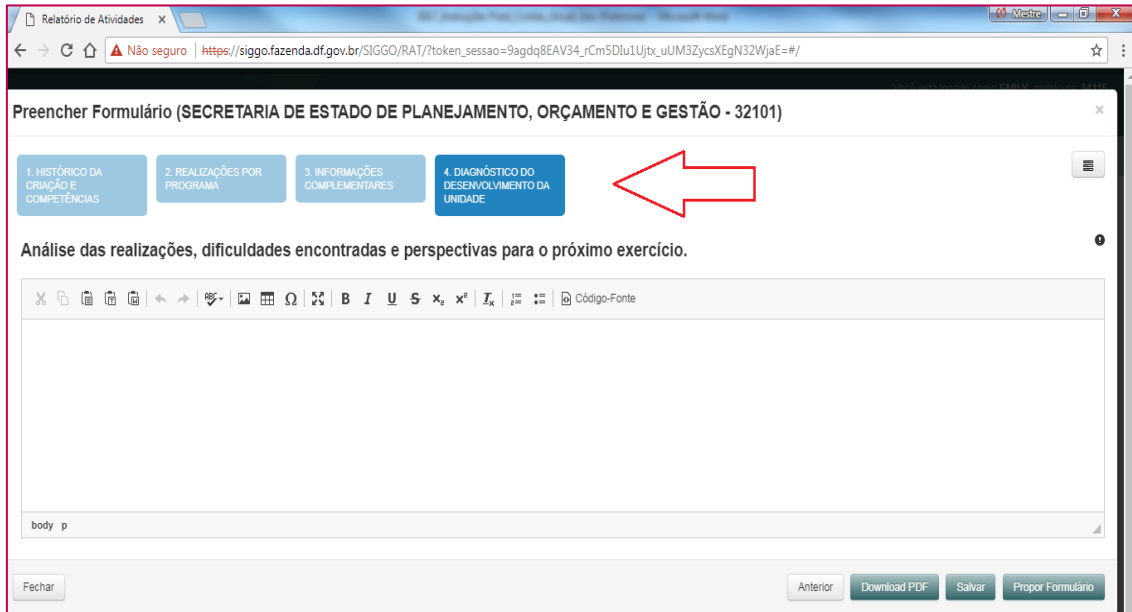 Relatório de Atividades
Mestre
Não seguro | https://siggo.fazenda.df.gov.br/SIGGO/RAT/?token_sessao=9agdq8EAV34_rCm5DIu1Ujtx_uUM3ZycsXEgN32WjaE=#/
Preencher Formulário (SECRETARIA DE ESTADO DE PLANEJAMENTO, ORÇAMENTO E GESTÃO - 32101)
1. HISTÓRICO DA
CRIAÇÃO E
COMPETÊNCIAS
2. REALIZAÇÕES POR
PROGRAMA
3. INFORMAÇÕES
COMPLEMENTARES
4. DIAGNÓSTICO DO
DESENVOLVIMENTO DA
UNIDADE
Análise das realizações, dificuldades encontradas e perspectivas para o próximo exercício.
Código-Fonte
body p
Fechar
Anterior
Download PDF
Salvar
Propor Formulário